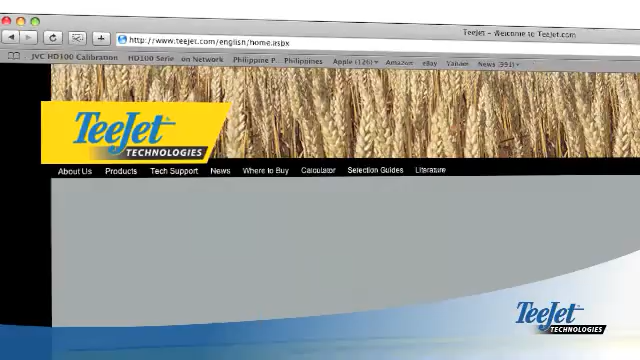 TeeJet – Welcome to TeeJet.com
http://www.teejet.com/english/home.aspx
JVC HD100 Calibration HD100 Serie on Network Philippine P... Philippines Apple (126) Amazon eBay Yahoo News (991)
TeeJet
TECHNOLOGIES
About Us Products Tech Support News Where to Buy Calculator Selection Guides Literature
TeeJet
TECHNOLOGIES